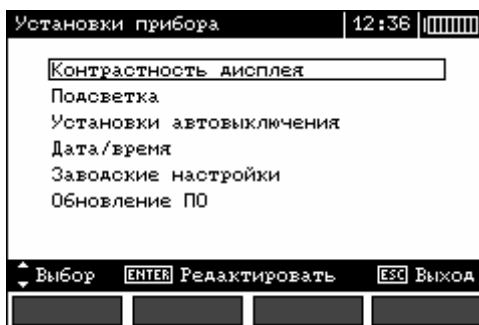 Установки прибора 12:36
Контрастность дисплея
Подсветка
Установки автовыключения
Дата/время
Заводские настройки
Обновление ПО
Выбор ENTER Редактировать ESC Выход